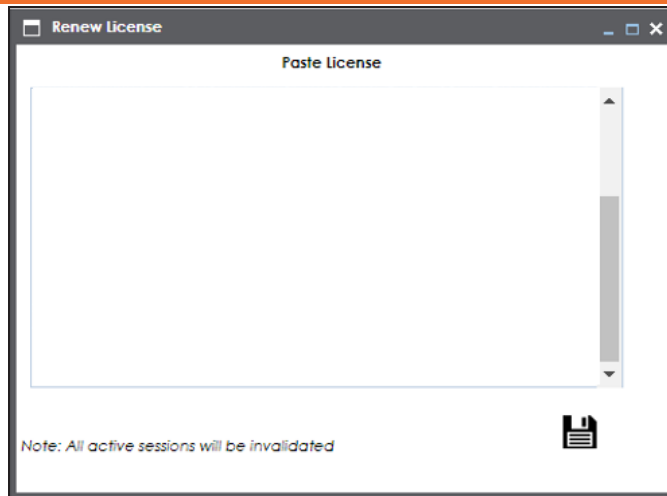 Renew License
Paste License
Note: All active sessions will be invalidated